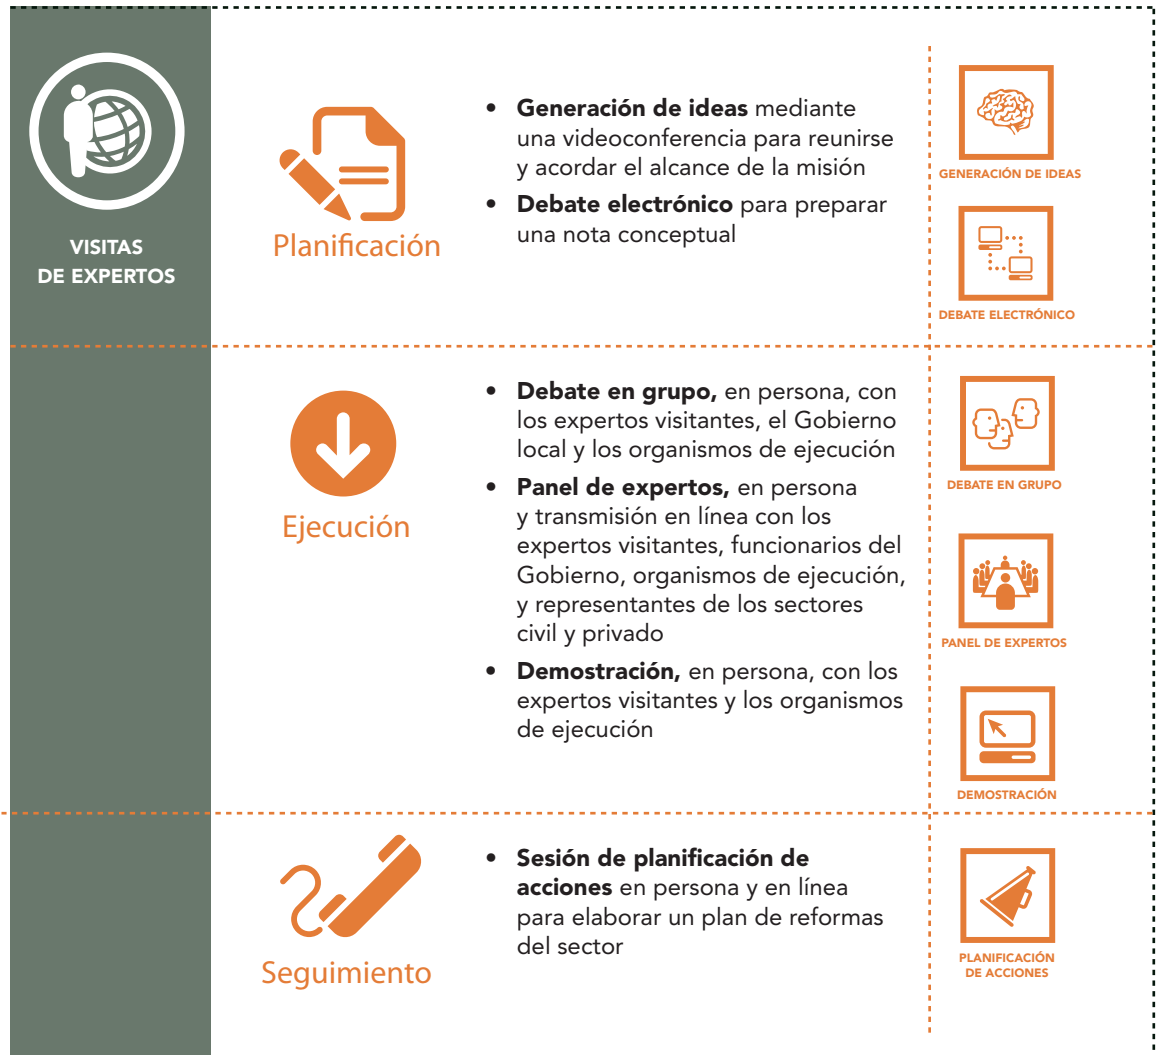 VISITAS
DE EXPERTOS
Planificación
• Generación de ideas mediante
una videoconferencia para reunirse
y acordar el alcance de la misión
• Debate electrónico para preparar
una nota conceptual
GENERACIÓN DE IDEAS
DEBATE ELECTRÓNICO
Ejecución
• Debate en grupo, en persona, con
los expertos visitantes, el Gobierno
local y los organismos de ejecución
• Panel de expertos, en persona
y transmisión en línea con los
expertos visitantes, funcionarios del
Gobierno, organismos de ejecución,
y representantes de los sectores
civil y privado
• Demostración, en persona, con los
expertos visitantes y los organismos
de ejecución
DEBATE EN GRUPO
PANEL DE EXPERTOS
DEMOSTRACIÓN
Seguimiento
• Sesión de planificación de
acciones en persona y en línea
para elaborar un plan de reformas
del sector
PLANIFICACIÓN
DE ACCIONES